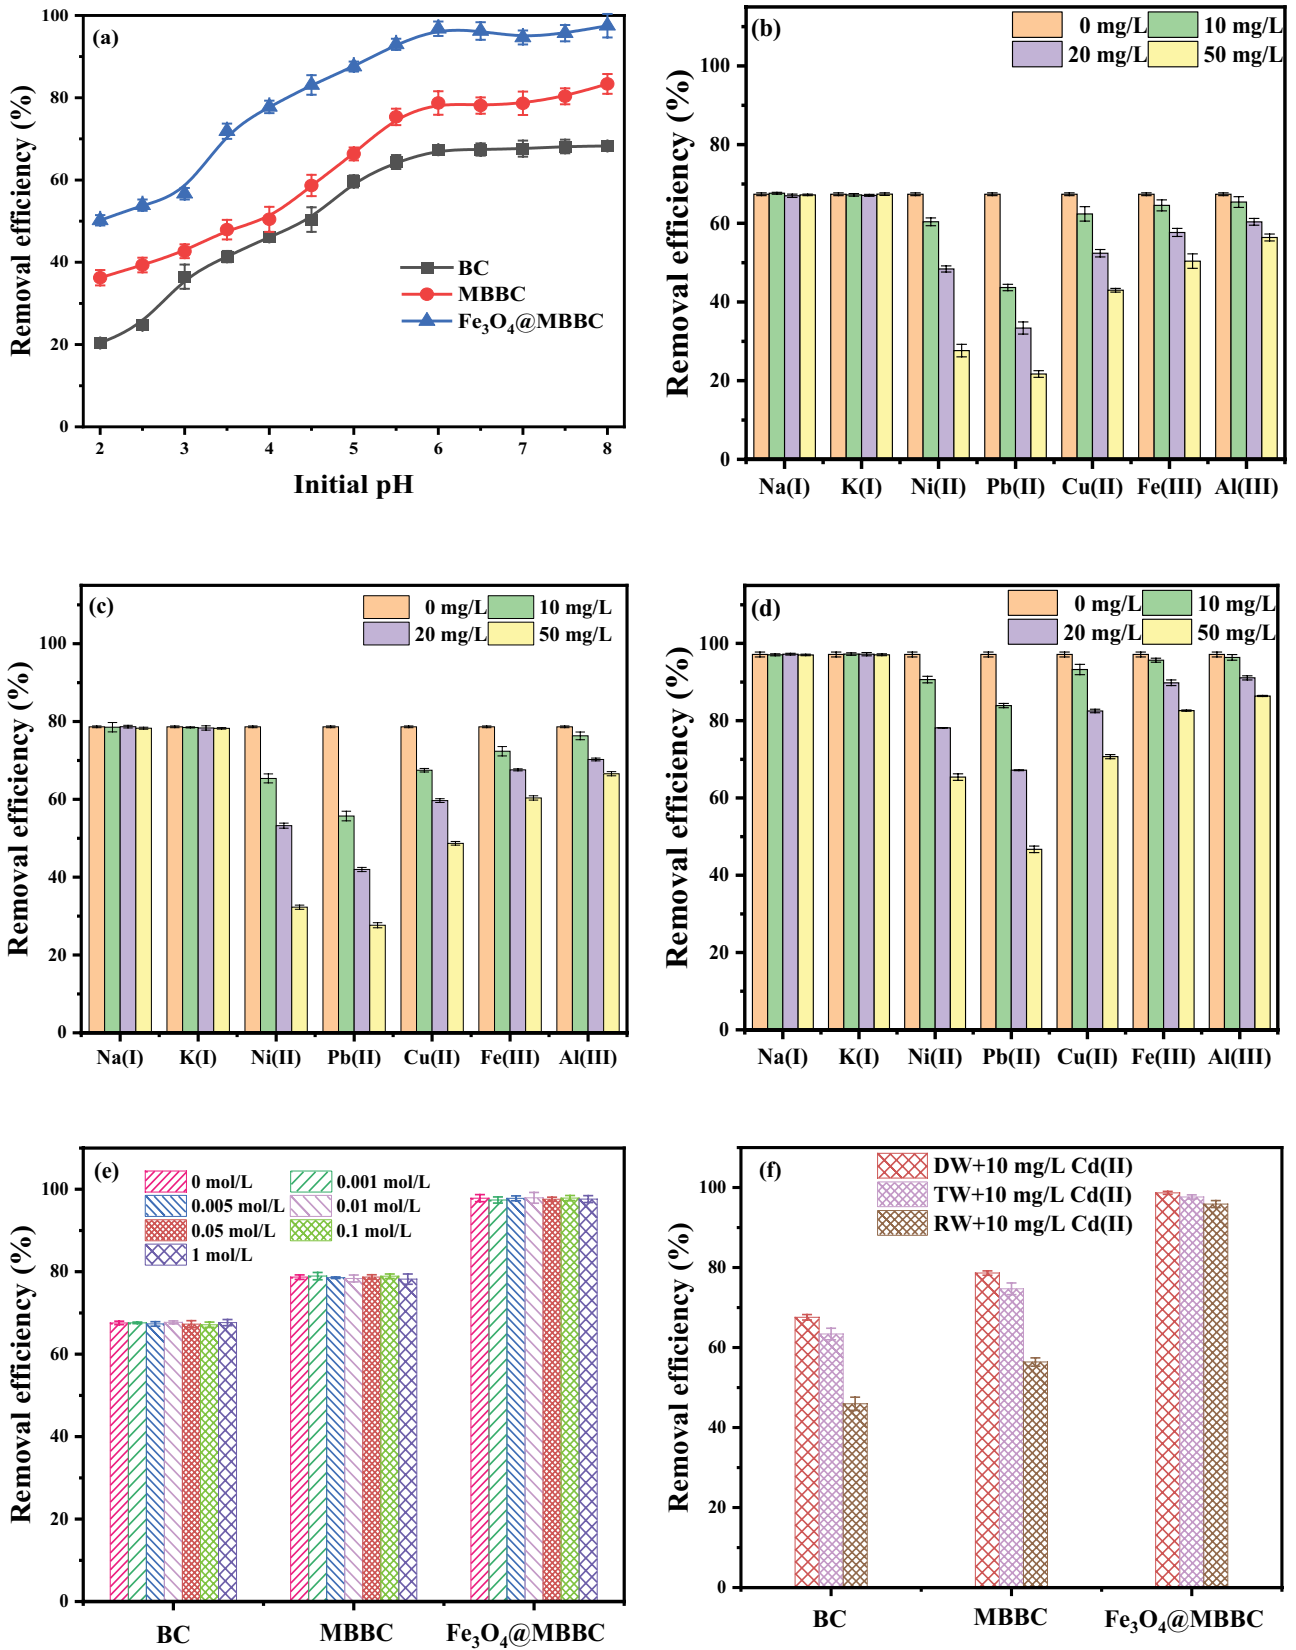 (a)
Removal efficiency (%)
100
80
60
40
20
0
BC
MBBC
Fe₃O₄@MBBC
2 3 4 5 6 7 8
Initial pH
(b)
0 mg/L 10 mg/L
20 mg/L 50 mg/L
Removal efficiency (%)
100
80
60
40
20
0
Na(I) K(I) Ni(II) Pb(II) Cu(II) Fe(III) Al(III)
(c)
0 mg/L 10 mg/L
20 mg/L 50 mg/L
Removal efficiency (%)
100
80
60
40
20
0
Na(I) K(I) Ni(II) Pb(II) Cu(II) Fe(III) Al(III)
(d)
0 mg/L 10 mg/L
20 mg/L 50 mg/L
Removal efficiency (%)
100
80
60
40
20
0
Na(I) K(I) Ni(II) Pb(II) Cu(II) Fe(III) Al(III)
(e)
0 mol/L 0.001 mol/L
0.005 mol/L 0.01 mol/L
0.05 mol/L 0.1 mol/L
1 mol/L
Removal efficiency (%)
100
80
60
40
20
0
BC MBBC Fe₃O₄@MBBC
(f)
DW+10 mg/L Cd(II)
TW+10 mg/L Cd(II)
RW+10 mg/L Cd(II)
Removal efficiency (%)
100
80
60
40
20
0
BC MBBC Fe₃O₄@MBBC